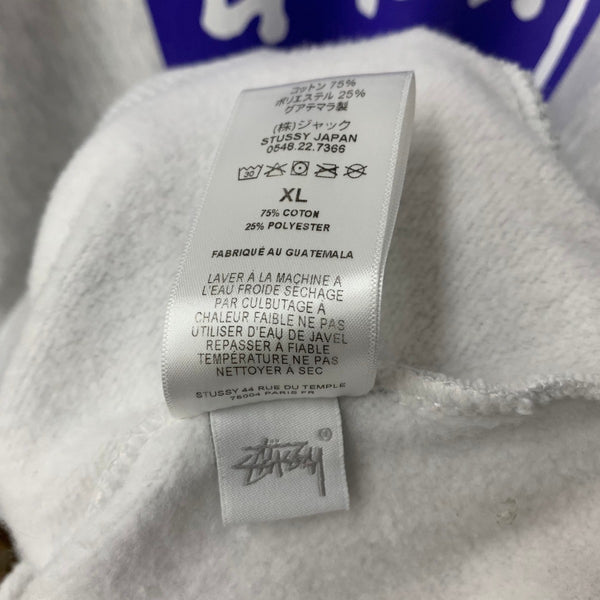 コットン 75%
ポリエステル 25%
グアテマラ製
(株)ジャック
STUSSY JAPAN
0548.22.7366
30
XL
75% COTON
25% POLYESTER
FABRIQUÉ AU GUATEMALA
LAVER À LA MACHINE A
L'EAU FROIDE SÉCHAGE
PAR CULBUTAGE À
CHALEUR FAIBLE NE PAS
UTILISER D'EAU DE JAVEL
REPASSER A FIABLE
TEMPÉRATURE NE PAS
NETTOYER A SEC
STUSSY 44 RUE DU TEMPLE
75004 PARIS FR
STÜSSY